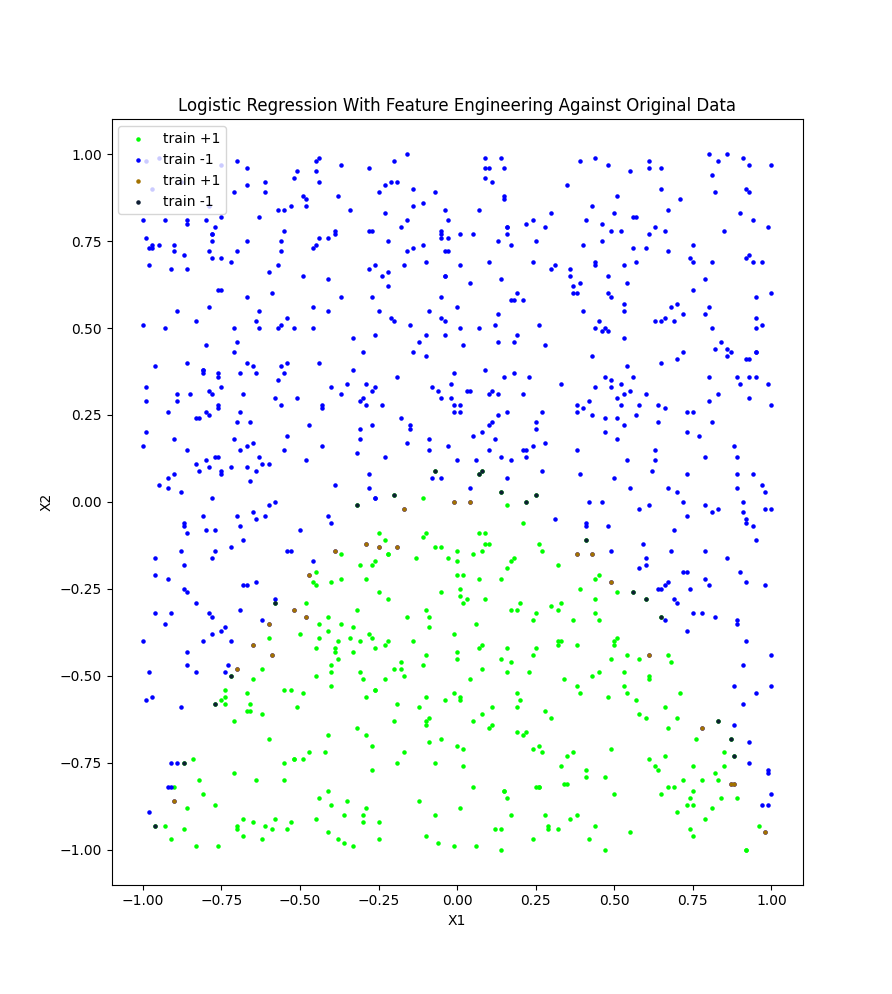 Logistic Regression With Feature Engineering Against Original Data
train +1
train -1
train +1
train -1
1.00
0.75
0.50
0.25
0.00
−0.25
−0.50
−0.75
−1.00
X2
−1.00 −0.75 −0.50 −0.25 0.00 0.25 0.50 0.75 1.00
X1